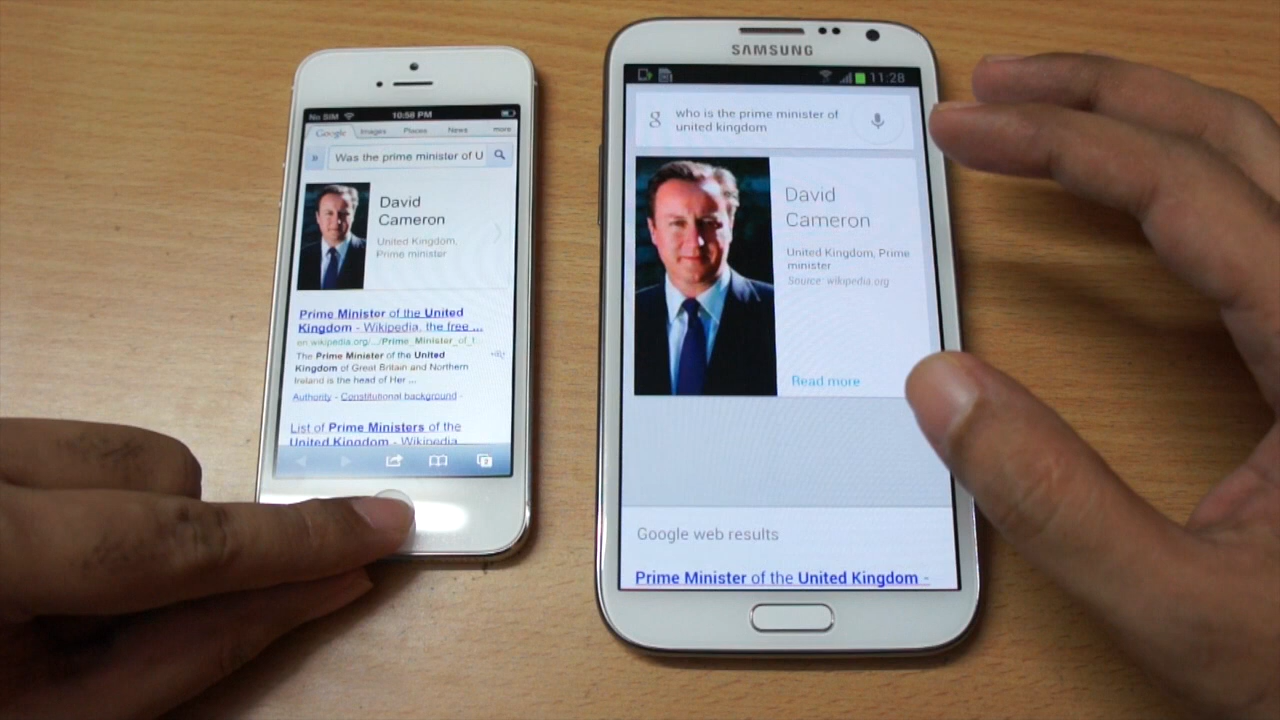 No SIM 10:58 PM
Google Images Places News more
» Was the prime minister of U
David
Cameron
United Kingdom,
Prime minister
Prime Minister of the United
Kingdom - Wikipedia, the free ...
en.wikipedia.org/.../Prime_Minister_of_t...
The Prime Minister of the United
Kingdom of Great Britain and Northern
Ireland is the head of Her ...
Authority - Constitutional background -
List of Prime Ministers of the
United Kingdom - Wikipedia
SAMSUNG
11:28
g who is the prime minister of
united kingdom
David
Cameron
United Kingdom, Prime
minister
Source: wikipedia.org
Read more
Google web results
Prime Minister of the United Kingdom -